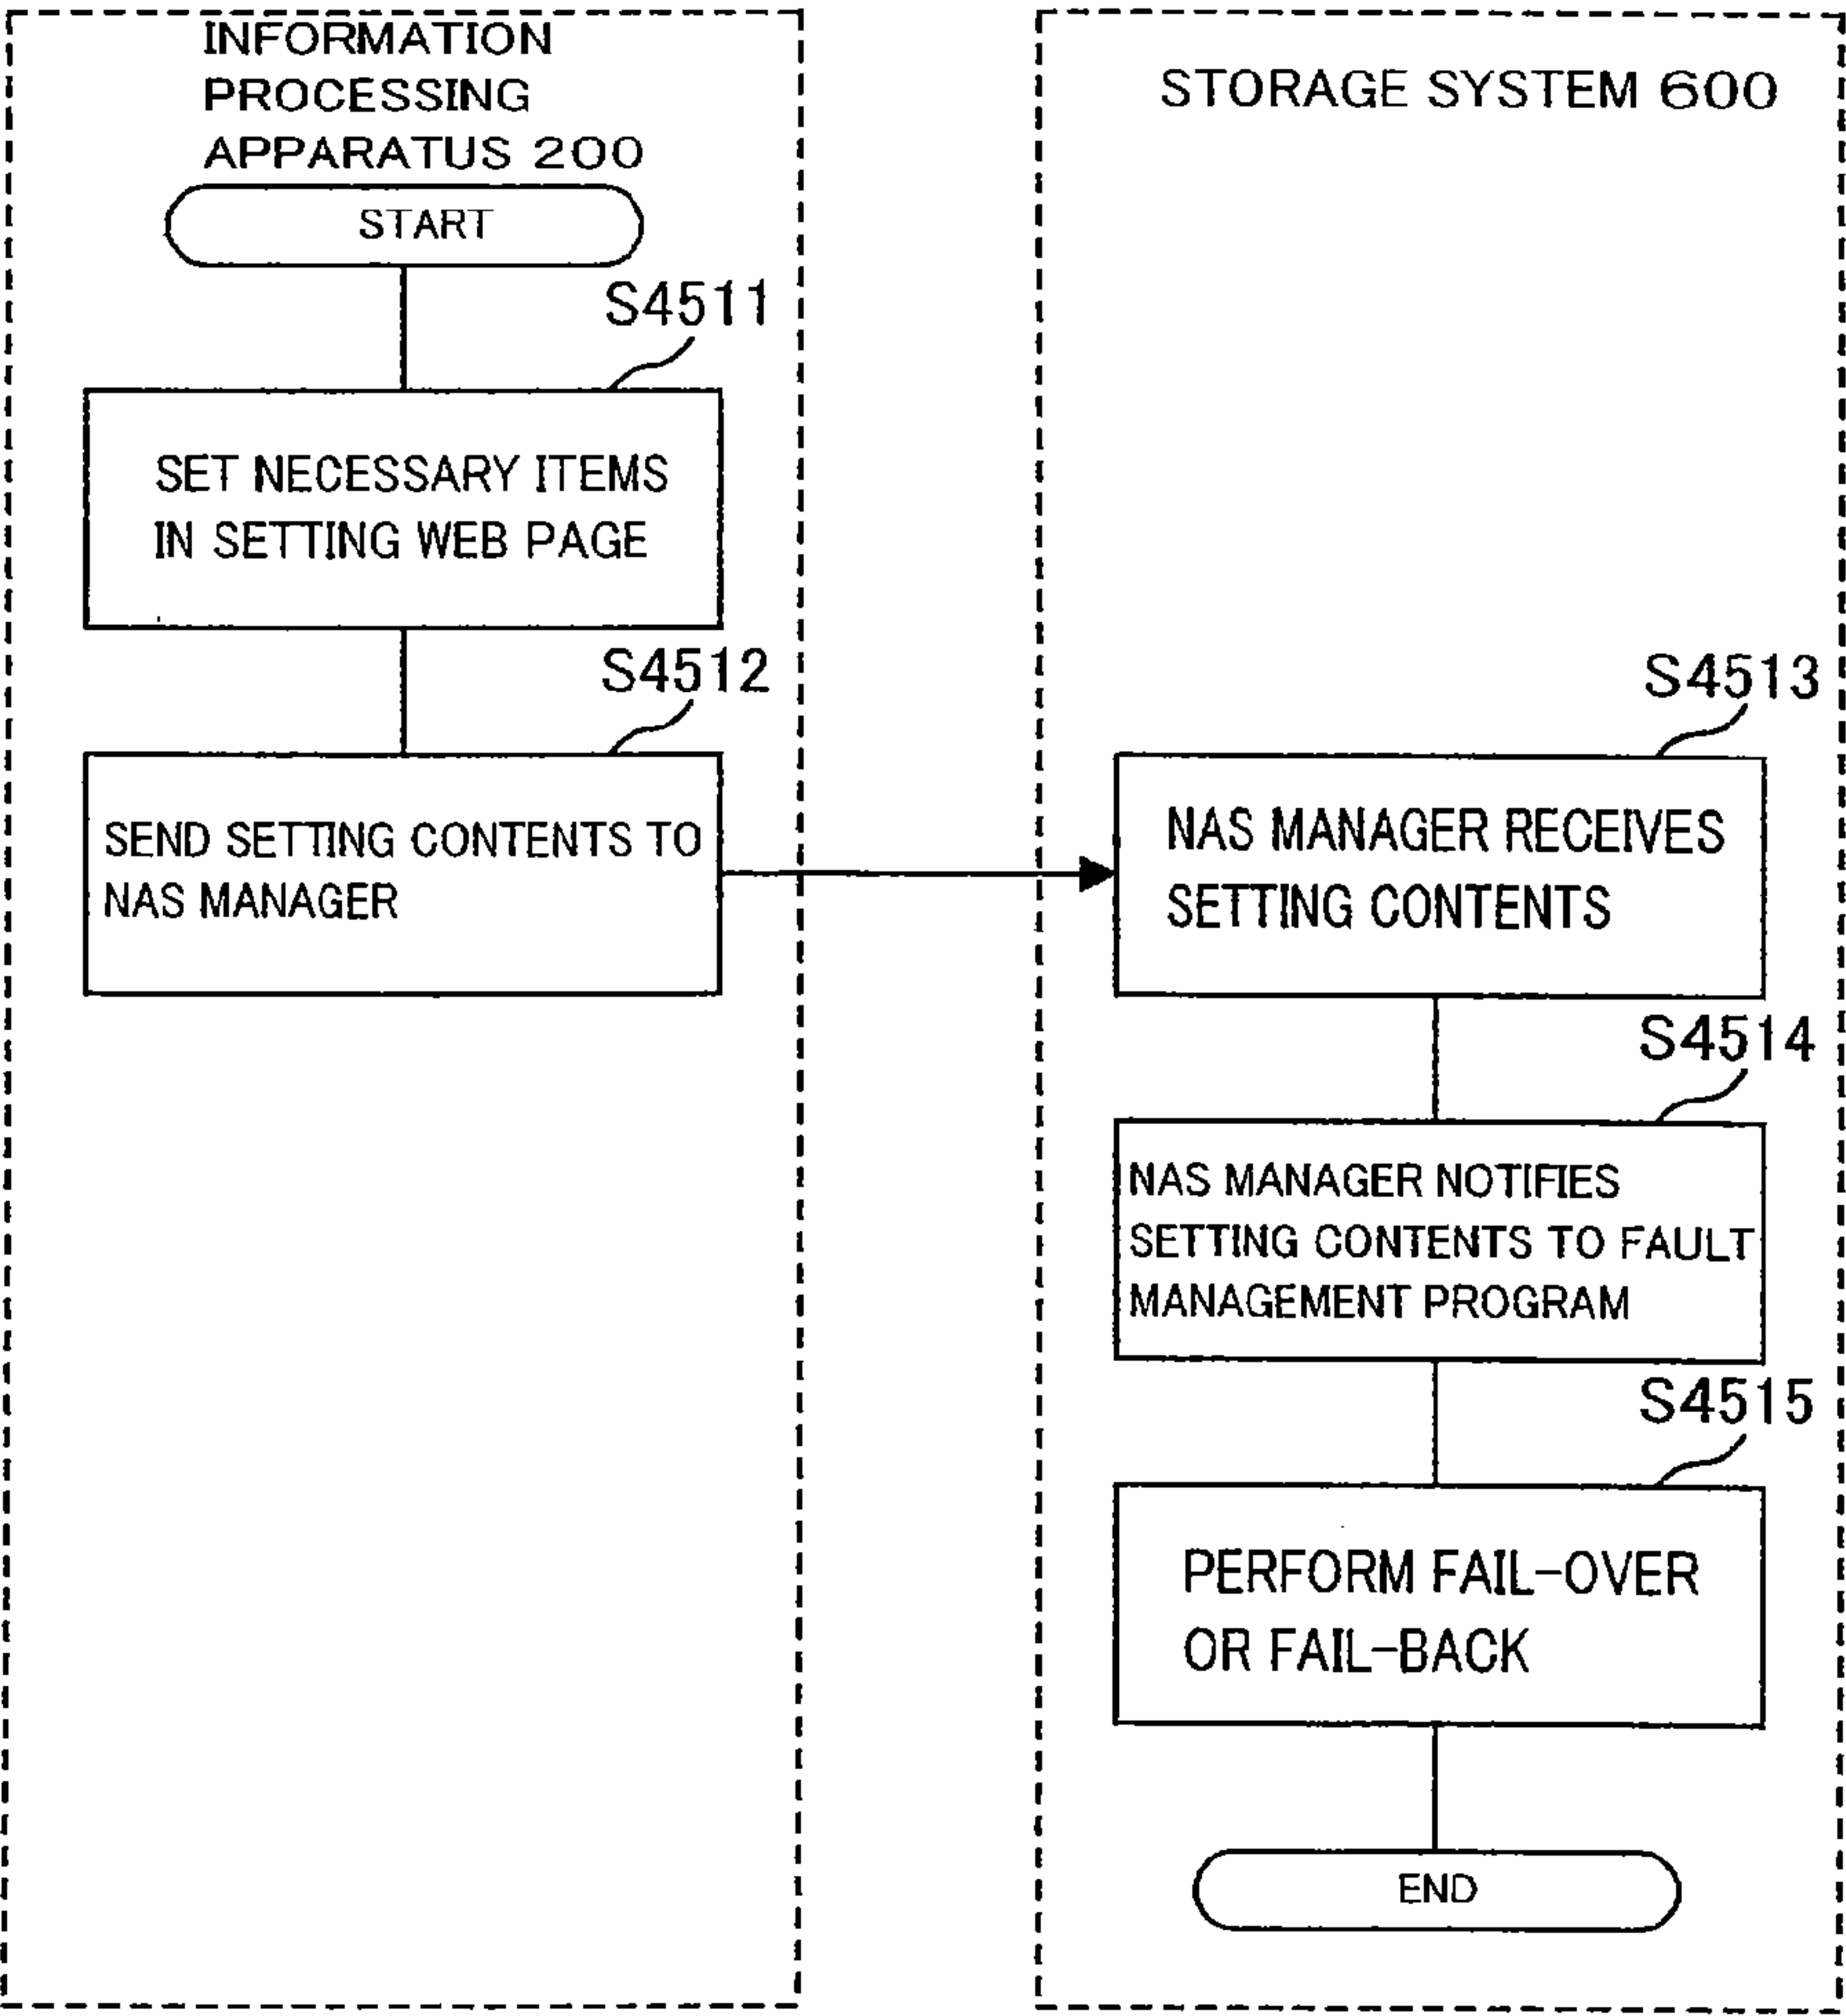 INFORMATION
PROCESSING
APPARATUS 200
START
S4511
SET NECESSARY ITEMS
IN SETTING WEB PAGE
S4512
SEND SETTING CONTENTS TO
NAS MANAGER
STORAGE SYSTEM 600
S4513
NAS MANAGER RECEIVES
SETTING CONTENTS
S4514
NAS MANAGER NOTIFIES
SETTING CONTENTS TO FAULT
MANAGEMENT PROGRAM
S4515
PERFORM FAIL-OVER
OR FAIL-BACK
END